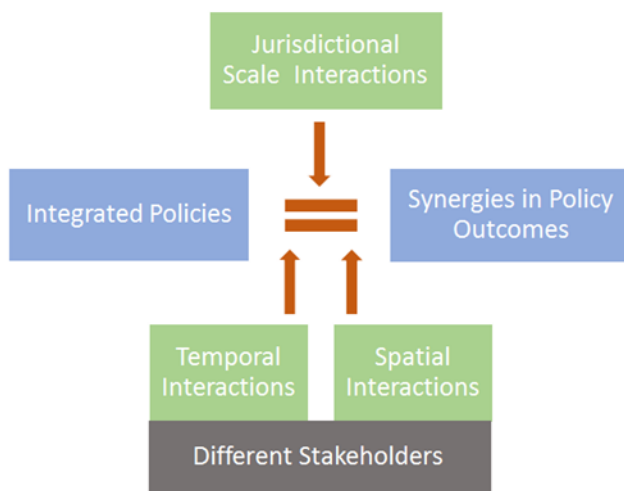 Jurisdictional
Scale Interactions
Integrated Policies
Synergies in Policy
Outcomes
Temporal
Interactions
Spatial
Interactions
Different Stakeholders